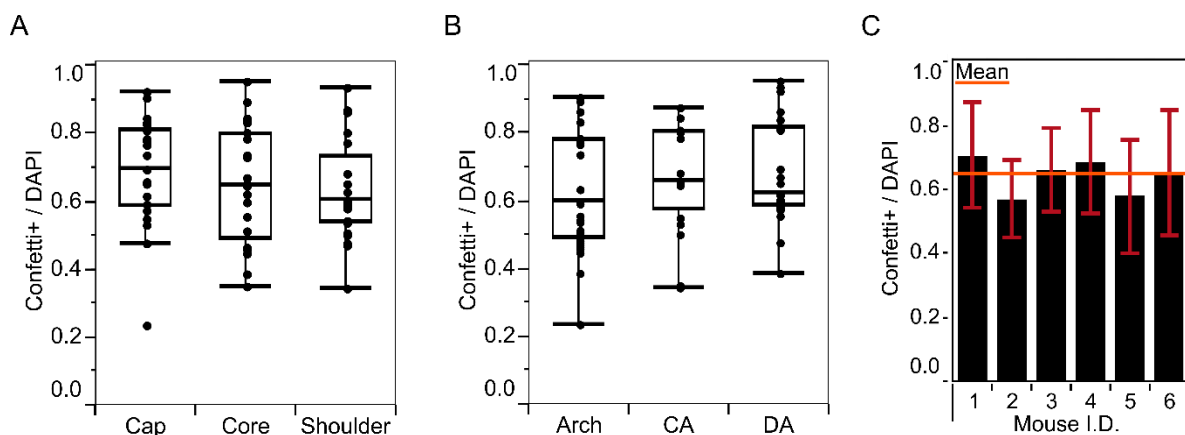 A
Confetti+ / DAPI
1.0
0.8
0.6
0.4
0.2
0.0
Cap Core Shoulder
B
Confetti+ / DAPI
1.0
0.8
0.6
0.4
0.2
0.0
Arch CA DA
C
Confetti+ / DAPI
1.0
0.8
0.6
0.4
0.2
0.0
Mean
1 2 3 4 5 6
Mouse I.D.